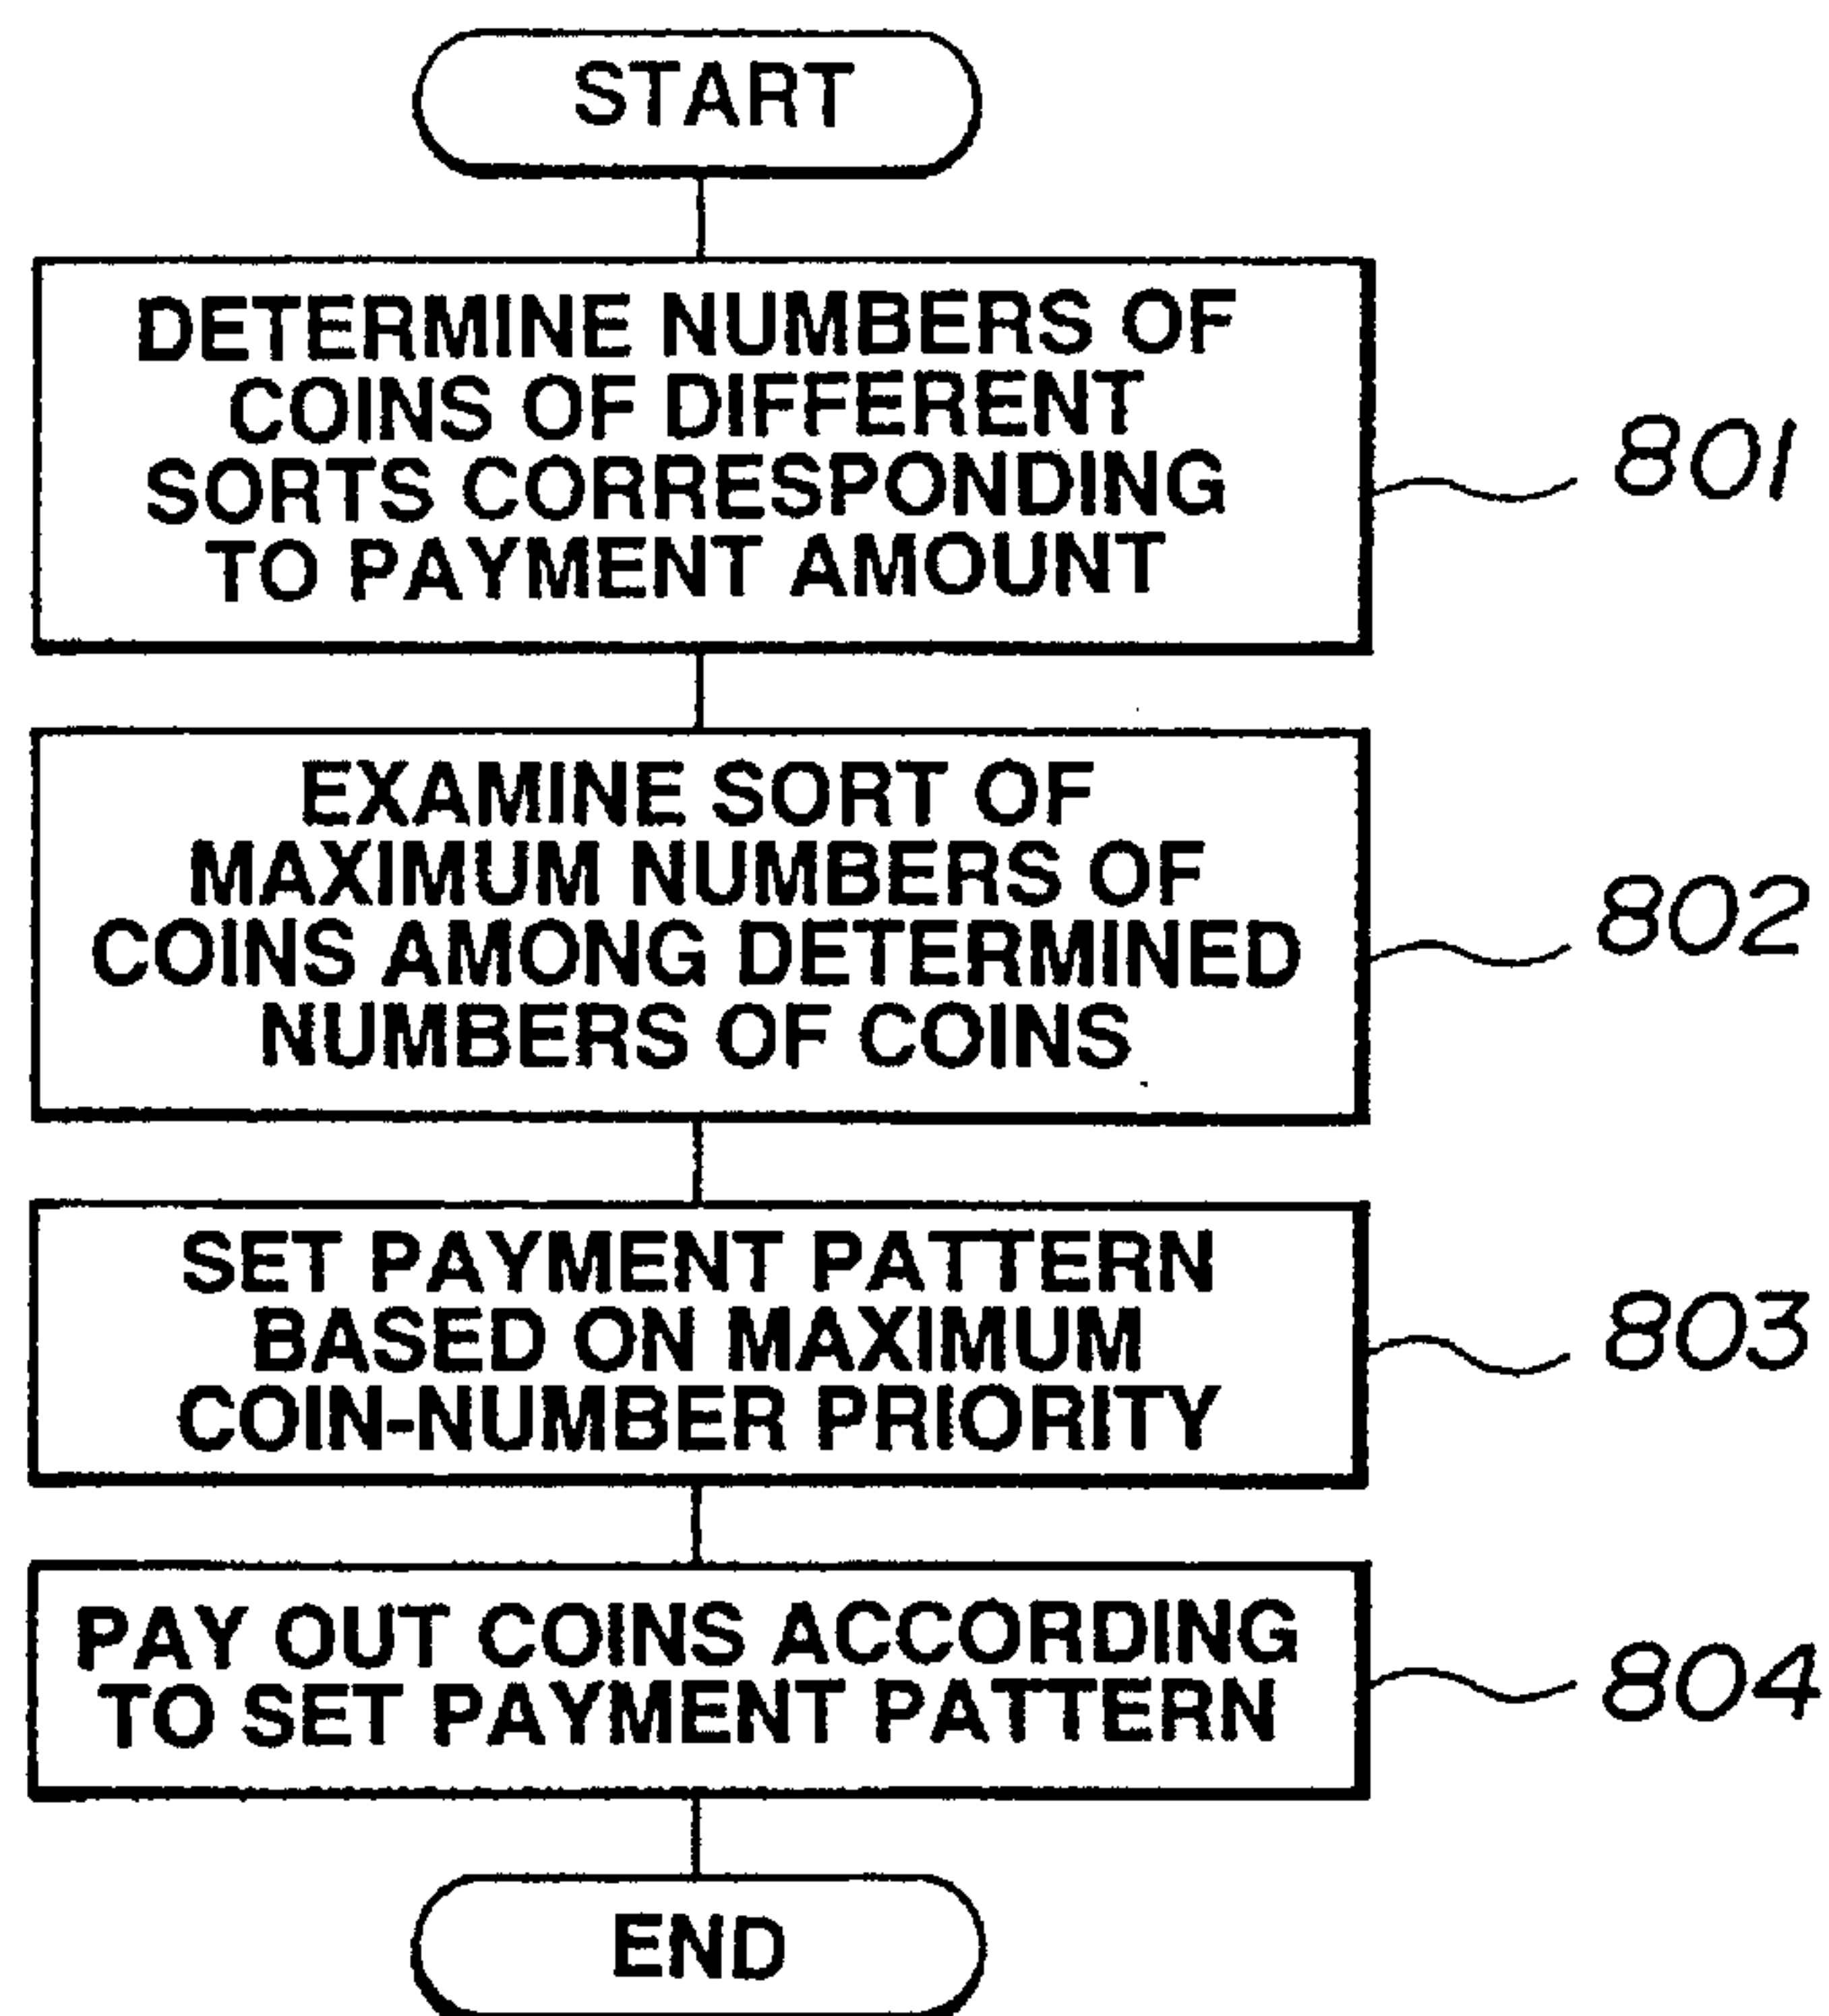 START
DETERMINE NUMBERS OF
COINS OF DIFFERENT
SORTS CORRESPONDING
TO PAYMENT AMOUNT
801
EXAMINE SORT OF
MAXIMUM NUMBERS OF
COINS AMONG DETERMINED
NUMBERS OF COINS
802
SET PAYMENT PATTERN
BASED ON MAXIMUM
COIN-NUMBER PRIORITY
803
PAY OUT COINS ACCORDING
TO SET PAYMENT PATTERN
804
END